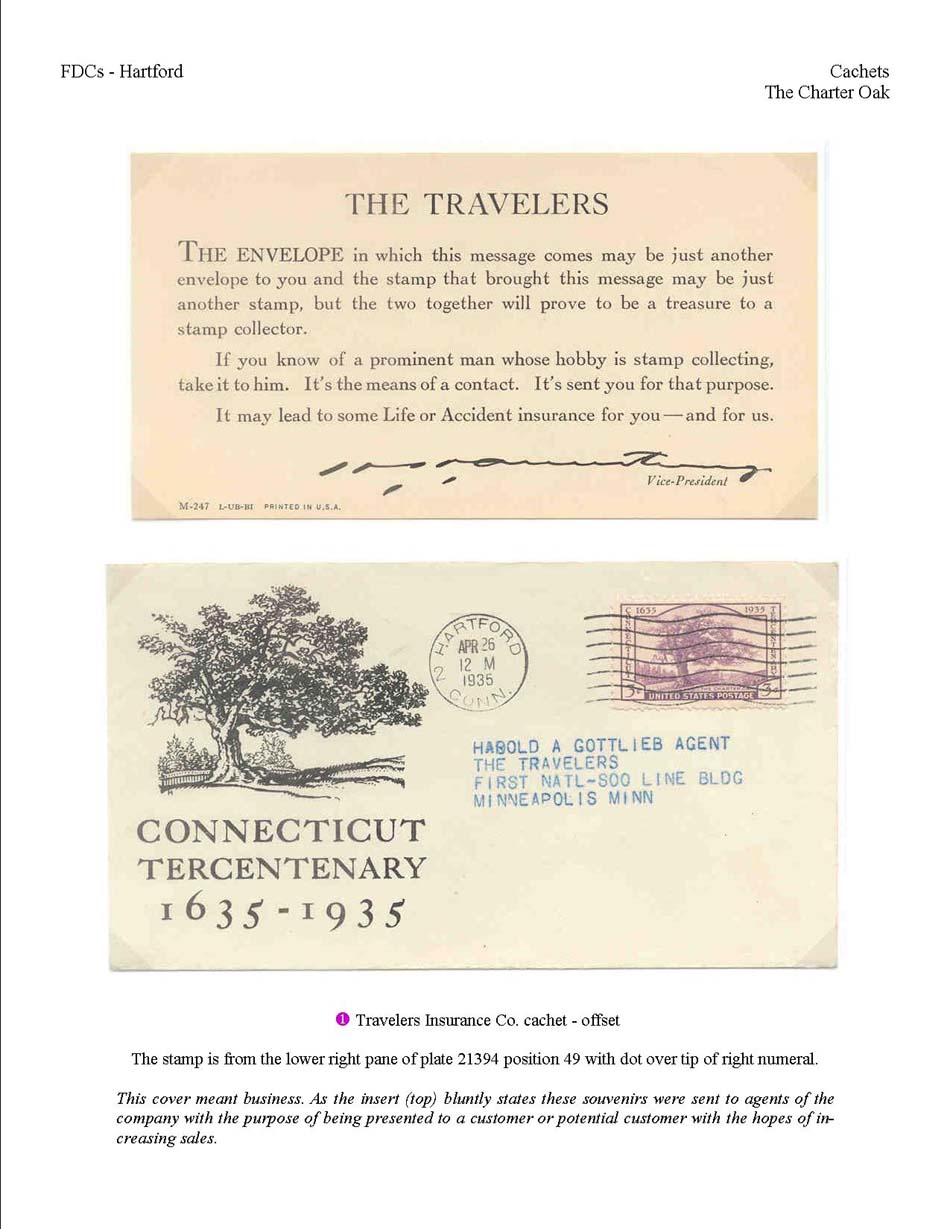 FDCs - Hartford
Cachets
The Charter Oak
THE TRAVELERS
THE ENVELOPE in which this message comes may be just another
envelope to you and the stamp that brought this message may be just
another stamp, but the two together will prove to be a treasure to a
stamp collector.
If you know of a prominent man whose hobby is stamp collecting,
take it to him. It's the means of a contact. It's sent you for that purpose.
It may lead to some Life or Accident insurance for you—and for us.
Vice-President
M-247 L-UB-BI PRINTED IN U.S.A.
HARTFORD
APR 26
12 M
1935
2 CONN.
1635 1935
CONNECTICUT
TERCENTENARY
3c 3c
UNITED STATES POSTAGE
HAROLD A GOTTLIEB AGENT
THE TRAVELERS
FIRST NATL-SOO LINE BLDG
MINNEAPOLIS MINN
CONNECTICUT
TERCENTENARY
1635-1935
1 Travelers Insurance Co. cachet - offset
The stamp is from the lower right pane of plate 21394 position 49 with dot over tip of right numeral.
This cover meant business. As the insert (top) bluntly states these souvenirs were sent to agents of the
company with the purpose of being presented to a customer or potential customer with the hopes of in-
creasing sales.